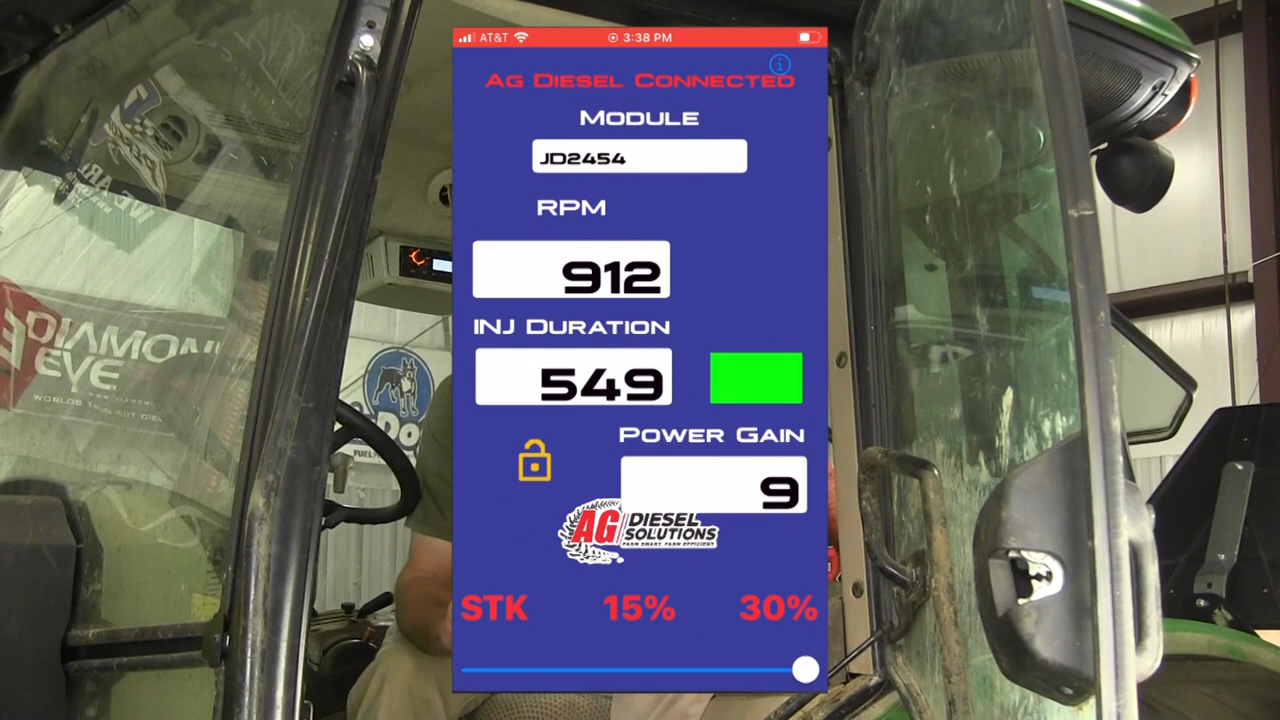 AT&T
3:38 PM
AG DIESEL CONNECTED
MODULE
JD2454
RPM
912
INJ DURATION
549
POWER GAIN
9
AG DIESEL SOLUTIONS
FARM SMART FARM EFFICIENT
STK 15% 30%
DIAMOND
EYE